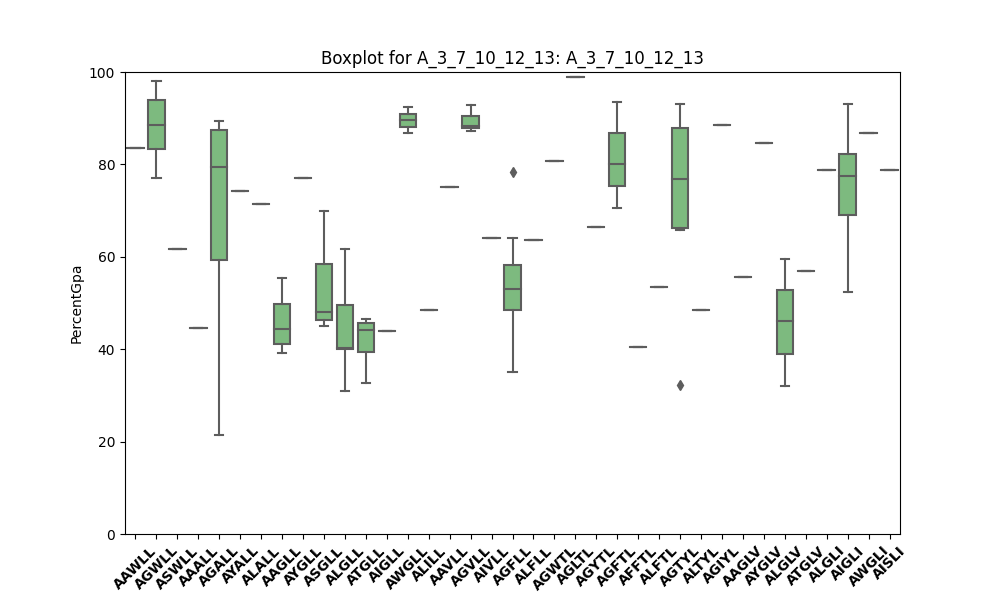 Boxplot for A_3_7_10_12_13: A_3_7_10_12_13
PercentGpa
100
80
60
40
20
0
AAWLL
AGWLL
ASWLL
AAALL
AGALL
AYALL
ALALL
AAGLL
AYGLL
ASGLL
ALGLL
ATGLL
AIGLL
AWGLL
ALILL
AAVLL
AGVLL
AIVLL
AGFLL
ALFLL
AGWTL
AGLTL
AGYTL
AGFTL
AFFTL
ALFTL
AGTYL
ALTYL
AGIYL
AAGLV
AYGLV
ALGLV
ATGLV
ALGLI
AIGLI
AWGLI
AISLI